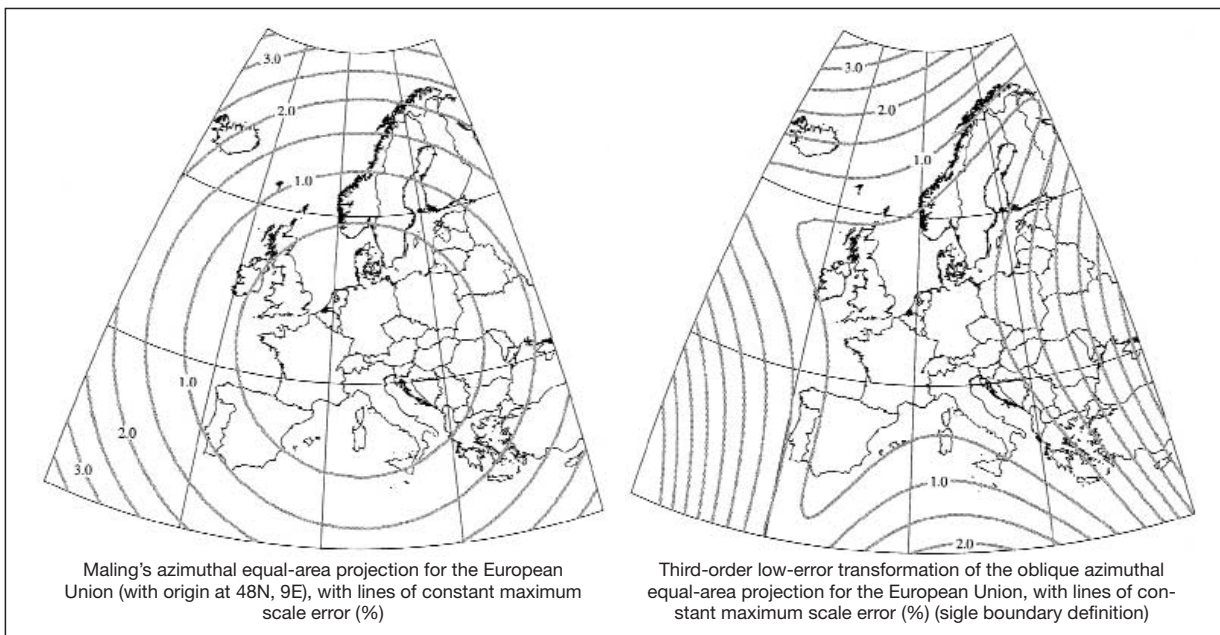 3.0
2.0
1.0
1.0
2.0
3.0
Maling's azimuthal equal-area projection for the European
Union (with origin at 48N, 9E), with lines of constant maximum
scale error (%)
3.0
2.0
1.0
1.0
2.0
Third-order low-error transformation of the oblique azimuthal
equal-area projection for the European Union, with lines of con-
stant maximum scale error (%) (sigle boundary definition)